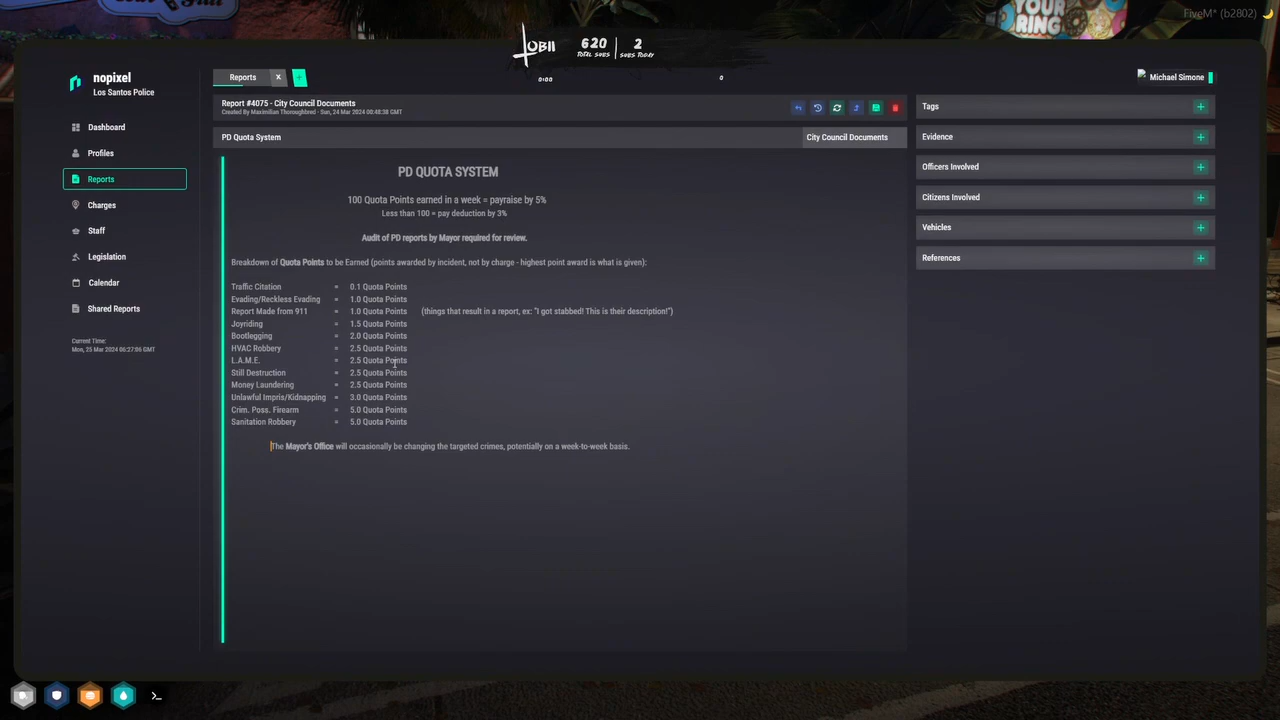 FiveM* (b2802)
YOUR
RING
TOBII
620
TOTAL SUBS
2
SUBS TODAY
0:00
0
nopixel
Los Santos Police
Reports x +
Michael Simone
Report #4075 - City Council Documents
Created By Maximilian Thoroughbred - Sun, 24 Mar 2024 00:48:38 GMT
PD Quota System
City Council Documents
Dashboard
Profiles
Reports
Charges
Staff
Legislation
Calendar
Shared Reports
Current Time:
Mon, 25 Mar 2024 06:27:06 GMT
PD QUOTA SYSTEM
100 Quota Points earned in a week = payraise by 5%
Less than 100 = pay deduction by 3%
Audit of PD reports by Mayor required for review.
Breakdown of Quota Points to be Earned (points awarded by incident, not by charge - highest point award is what is given):
Traffic Citation = 0.1 Quota Points
Evading/Reckless Evading = 1.0 Quota Points
Report Made from 911 = 1.0 Quota Points (things that result in a report, ex: "I got stabbed! This is their description!")
Joyriding = 1.5 Quota Points
Bootlegging = 2.0 Quota Points
HVAC Robbery = 2.5 Quota Points
L.A.M.E. = 2.5 Quota Points
Still Destruction = 2.5 Quota Points
Money Laundering = 2.5 Quota Points
Unlawful Impris/Kidnapping = 3.0 Quota Points
Crim. Poss. Firearm = 5.0 Quota Points
Sanitation Robbery = 5.0 Quota Points
The Mayor's Office will occasionally be changing the targeted crimes, potentially on a week-to-week basis.
Tags
Evidence
Officers Involved
Citizens Involved
Vehicles
References